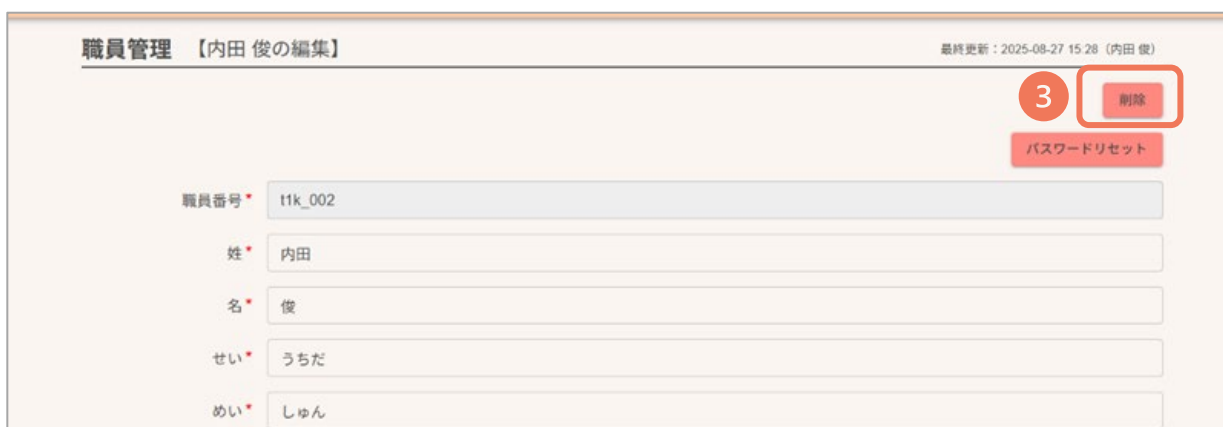 職員管理 【内田 俊の編集】 最終更新：2025-08-27 15:28（内田 俊）
3 削除
パスワードリセット
職員番号* t1k_002
姓* 内田
名* 俊
せい* うちだ
めい* しゅん